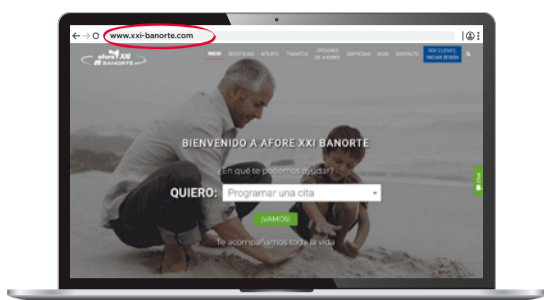 www.xxi-banorte.com
afore XXI
BANORTE
INICIO BENEFICIOS AFILIATE TRÁMITES OPCIONES DE AHORRO EMPRESAS BLOG CONTACTO SOY CLIENTE, INICIAR SESIÓN
BIENVENIDO A AFORE XXI BANORTE
¿En qué te podemos ayudar?
QUIERO: Programar una cita
¡VAMOS!
Te acompañamos toda la vida
Chat